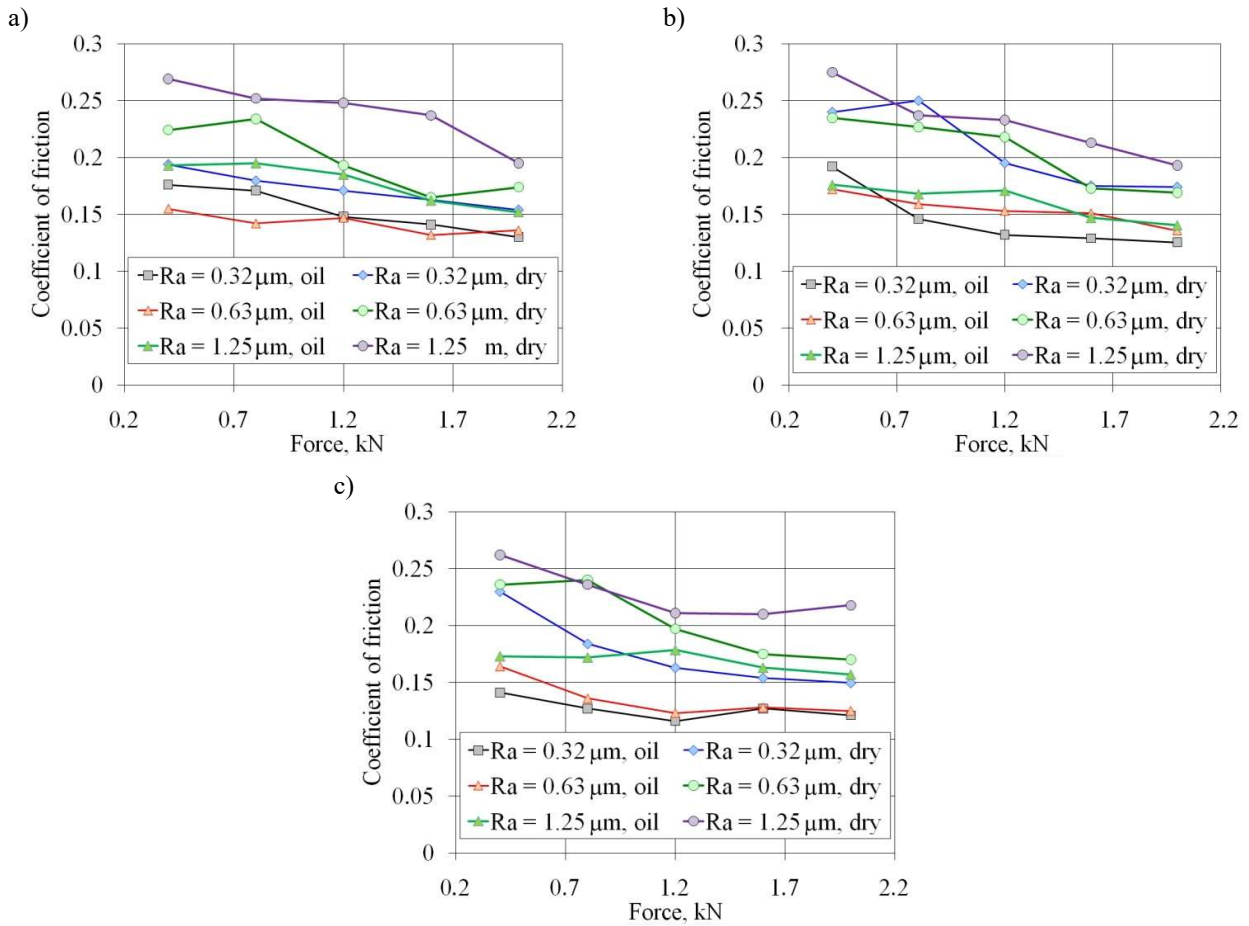 a)
0.3
0.25
0.2
0.15
0.1
0.05
0
Coefficient of friction
Ra = 0.32 μm, oil Ra = 0.32 μm, dry
Ra = 0.63 μm, oil Ra = 0.63 μm, dry
Ra = 1.25 μm, oil Ra = 1.25 m, dry
0.2 0.7 1.2 1.7 2.2
Force, kN
b)
0.3
0.25
0.2
0.15
0.1
0.05
0
Coefficient of friction
Ra = 0.32 μm, oil Ra = 0.32 μm, dry
Ra = 0.63 μm, oil Ra = 0.63 μm, dry
Ra = 1.25 μm, oil Ra = 1.25 μm, dry
0.2 0.7 1.2 1.7 2.2
Force, kN
c)
0.3
0.25
0.2
0.15
0.1
0.05
0
Coefficient of friction
Ra = 0.32 μm, oil Ra = 0.32 μm, dry
Ra = 0.63 μm, oil Ra = 0.63 μm, dry
Ra = 1.25 μm, oil Ra = 1.25 μm, dry
0.2 0.7 1.2 1.7 2.2
Force, kN